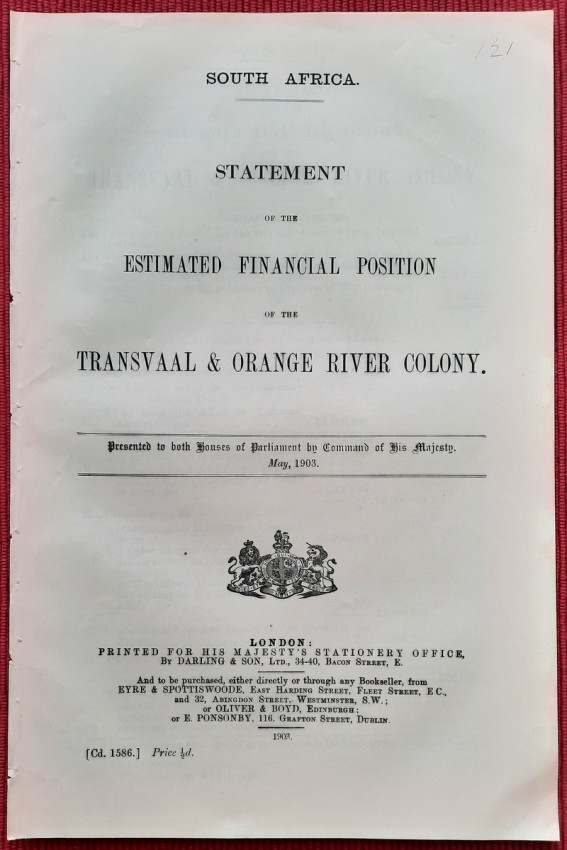 121
SOUTH AFRICA.
STATEMENT
OF THE
ESTIMATED FINANCIAL POSITION
OF THE
TRANSVAAL & ORANGE RIVER COLONY.
Presented to both Houses of Parliament by Command of His Majesty.
May, 1903.
LONDON:
PRINTED FOR HIS MAJESTY'S STATIONERY OFFICE,
BY DARLING & SON, LTD., 34-40, BACON STREET, E.
And to be purchased, either directly or through any Bookseller, from
EYRE & SPOTTISWOODE, EAST HARDING STREET, FLEET STREET, E.C.,
and 32, ABINGDON STREET, WESTMINSTER, S.W.;
or OLIVER & BOYD, EDINBURGH;
or E. PONSONBY, 116, GRAFTON STREET, DUBLIN.
1903.
[Cd. 1586.] Price ½d.